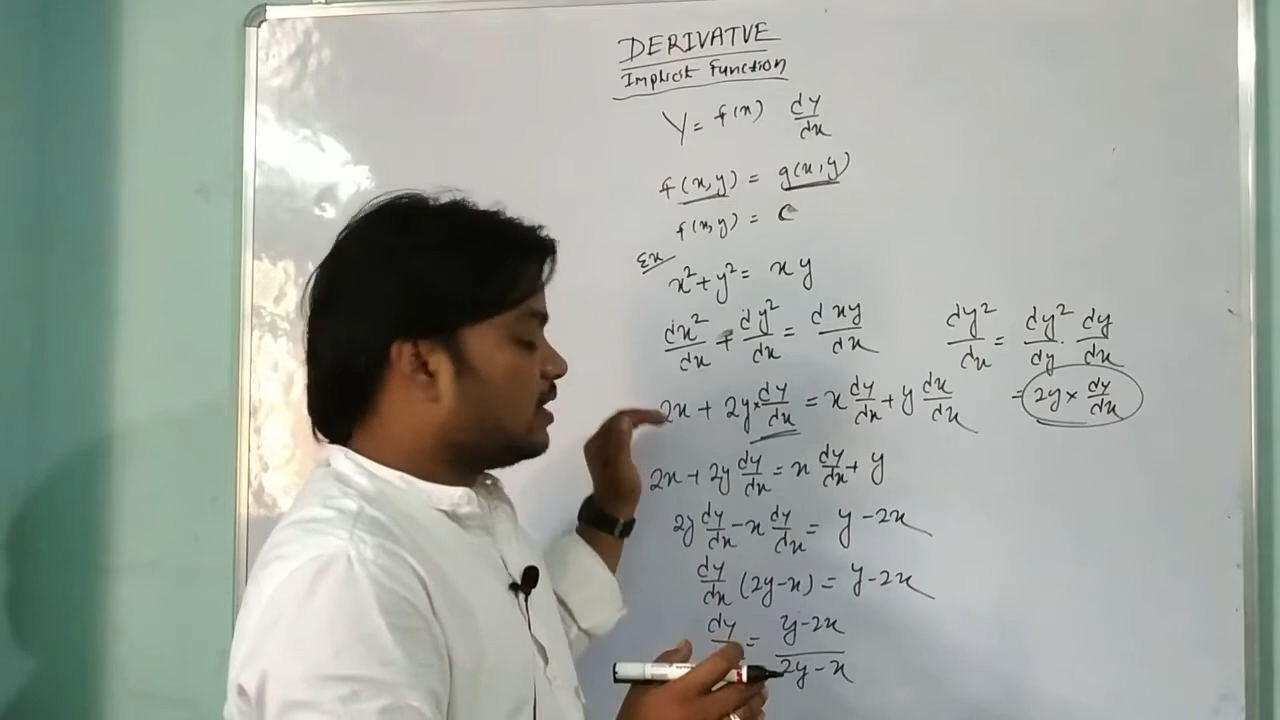 DERIVATVE
Implicit Function
Y = f(x) dy/dx
f(x,y) = g(x,y)
f(x,y) = c
Ex
x² + y² = xy
dx²/dx + dy²/dx = dxy/dx
dy²/dx = dy²/dy · dy/dx
2x + 2y × dy/dx = x dy/dx + y dx/dx
= 2y × dy/dx
2x + 2y dy/dx = x dy/dx + y
2y dy/dx - x dy/dx = y - 2x
dy/dx (2y - x) = y - 2x
dy = y - 2x/2y - x